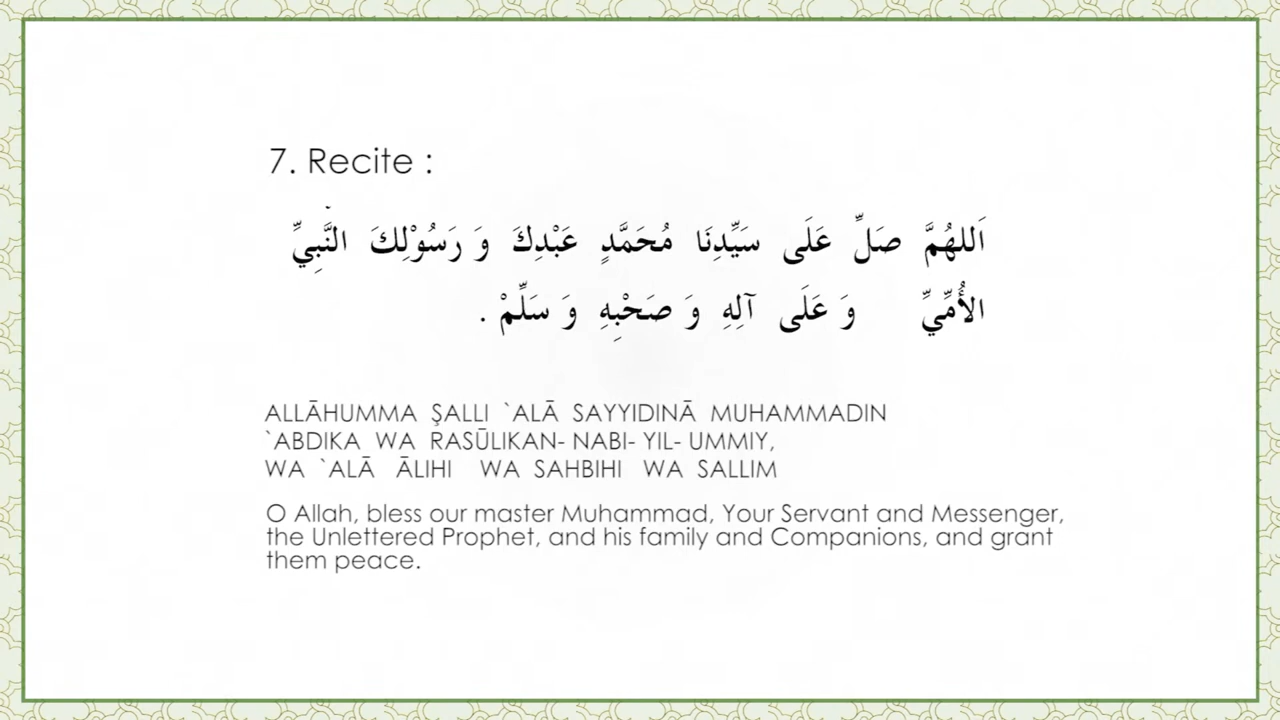 7. Recite :
اَللهُمَّ صَلِّ عَلَى سَيِّدِنَا مُحَمَّدٍ عَبْدِكَ وَ رَسُوْلِكَ النَّبِيِّ
الأُمِّيِّ وَ عَلَى آلِهِ وَ صَحْبِهِ وَ سَلِّمْ .
ALLĀHUMMA ŞALLI `ALĀ SAYYIDINĀ MUHAMMADIN
`ABDIKA WA RASŪLIKAN- NABI- YIL- UMMIY,
WA `ALĀ ĀLIHI WA SAHBIHI WA SALLIM
O Allah, bless our master Muhammad, Your Servant and Messenger,
the Unlettered Prophet, and his family and Companions, and grant
them peace.